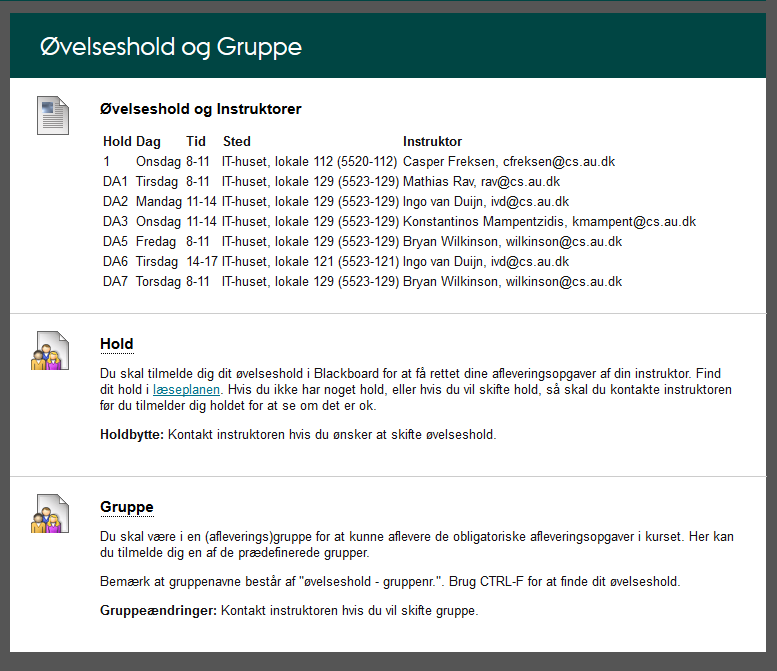 Øvelseshold og Gruppe
Øvelseshold og Instruktorer
Hold Dag Tid Sted Instruktor
1 Onsdag 8-11 IT-huset, lokale 112 (5520-112) Casper Freksen, cfreksen@cs.au.dk
DA1 Tirsdag 8-11 IT-huset, lokale 129 (5523-129) Mathias Rav, rav@cs.au.dk
DA2 Mandag 11-14 IT-huset, lokale 129 (5523-129) Ingo van Duijn, ivd@cs.au.dk
DA3 Onsdag 11-14 IT-huset, lokale 129 (5523-129) Konstantinos Mampentzidis, kmampent@cs.au.dk
DA5 Fredag 8-11 IT-huset, lokale 129 (5523-129) Bryan Wilkinson, wilkinson@cs.au.dk
DA6 Tirsdag 14-17 IT-huset, lokale 121 (5523-121) Ingo van Duijn, ivd@cs.au.dk
DA7 Torsdag 8-11 IT-huset, lokale 129 (5523-129) Bryan Wilkinson, wilkinson@cs.au.dk
Hold
Du skal tilmelde dig dit øvelseshold i Blackboard for at få rettet dine afleveringsopgaver af din instruktor. Find
dit hold i læseplanen. Hvis du ikke har noget hold, eller hvis du vil skifte hold, så skal du kontakte instruktoren
før du tilmelder dig holdet for at se om det er ok.
Holdbytte: Kontakt instruktoren hvis du ønsker at skifte øvelseshold.
Gruppe
Du skal være i en (afleverings)gruppe for at kunne aflevere de obligatoriske afleveringsopgaver i kurset. Her kan
du tilmelde dig en af de prædefinerede grupper.
Bemærk at gruppenavne består af "øvelseshold - gruppenr.". Brug CTRL-F for at finde dit øvelseshold.
Gruppeændringer: Kontakt instruktoren hvis du vil skifte gruppe.